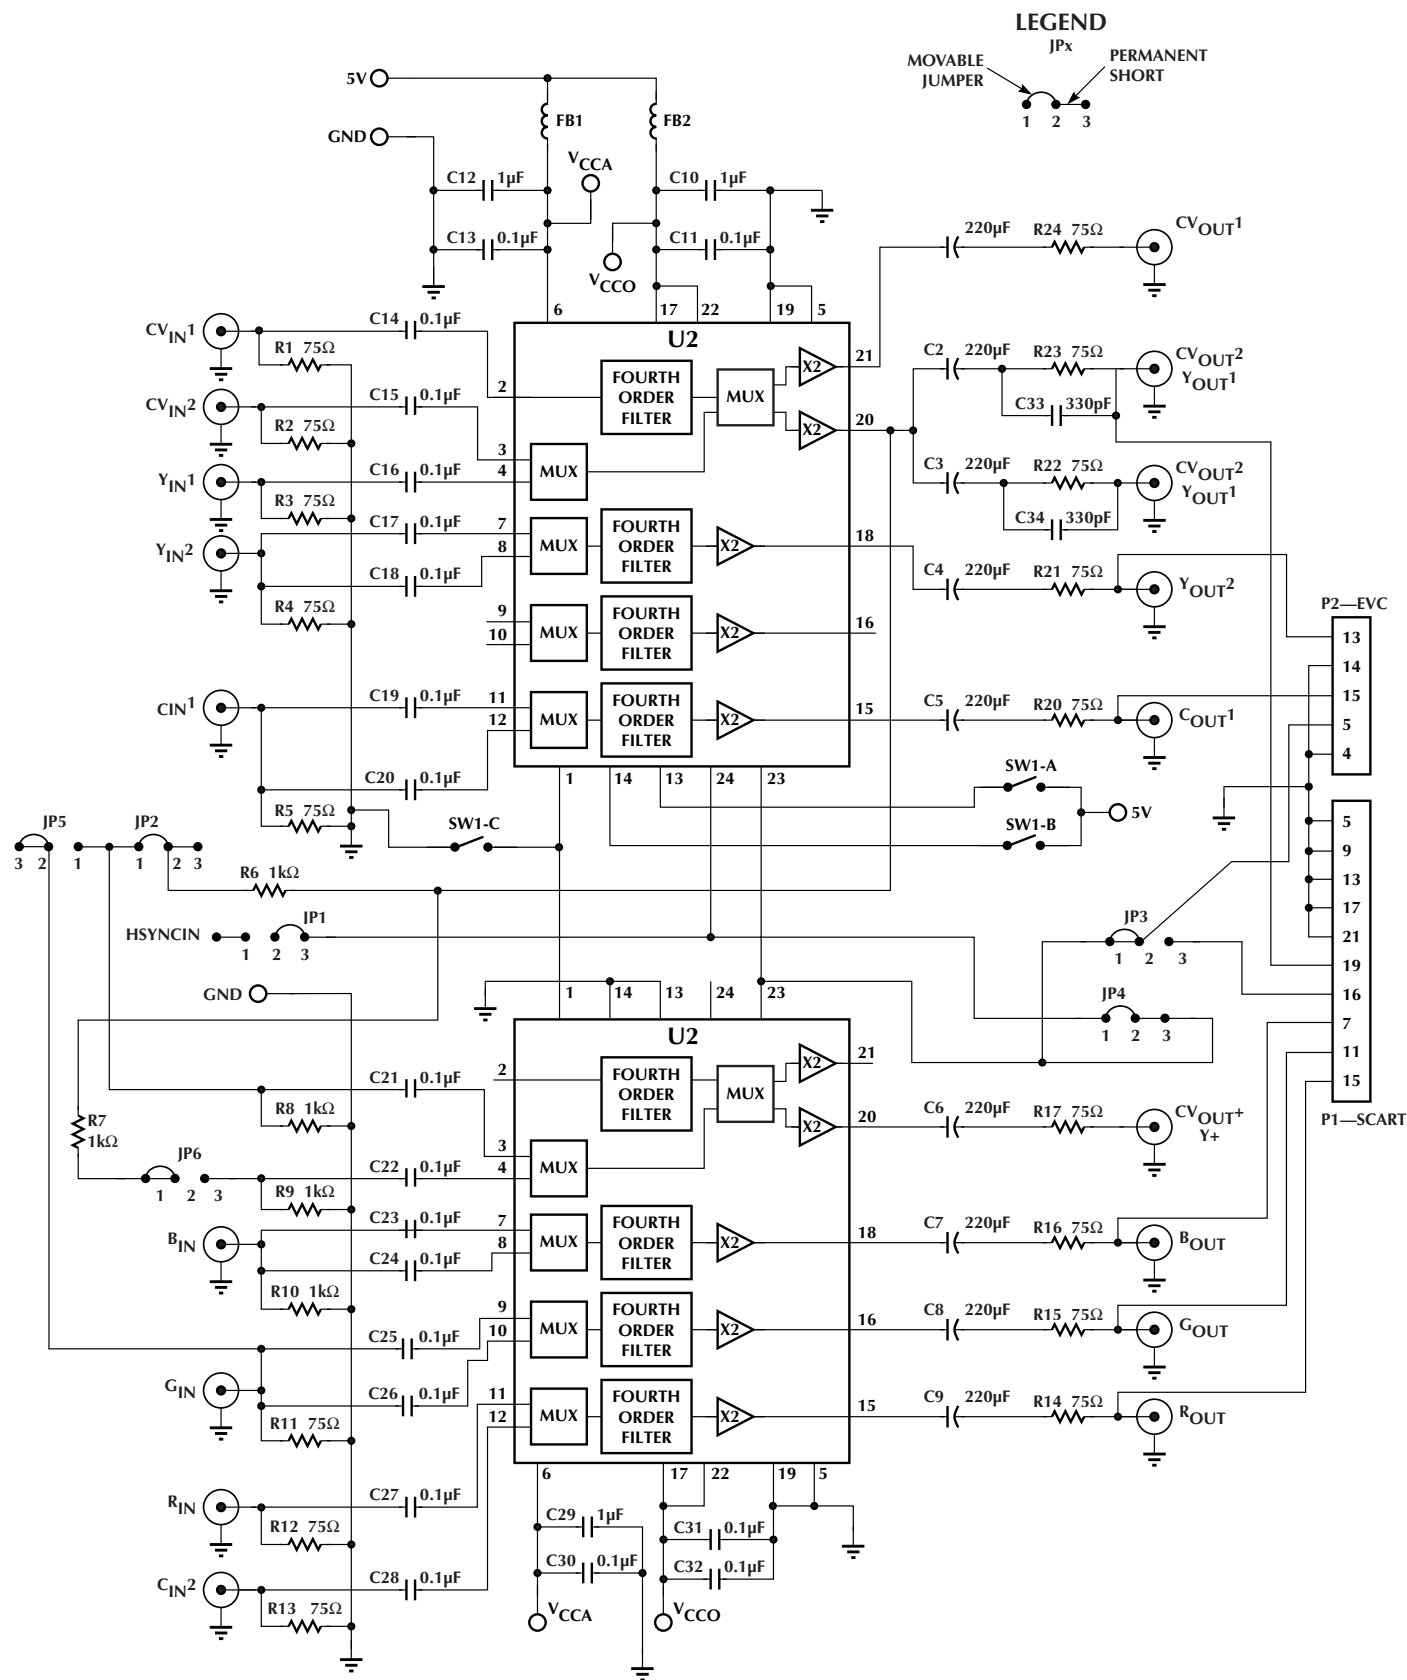 LEGEND
JPx
MOVABLE JUMPER
PERMANENT SHORT
1 2 3
5V
GND
FB1
FB2
VCCA
VCCO
C12 1µF
C13 0.1µF
C10 1µF
C11 0.1µF
6 17 22 19 5
U2
CVIN1
R1 75Ω
C14 0.1µF
2
FOURTH ORDER FILTER
MUX
X2
21
220µF
R24 75Ω
CVOUT1
CVIN2
R2 75Ω
C15 0.1µF
3
4
MUX
X2
20
C2 220µF
R23 75Ω
C33 330pF
CVOUT2
YOUT1
YIN1
R3 75Ω
C16 0.1µF
C3 220µF
R22 75Ω
C34 330pF
CVOUT2
YOUT1
YIN2
C17 0.1µF
C18 0.1µF
R4 75Ω
7
8
MUX
FOURTH ORDER FILTER
X2
18
C4 220µF
R21 75Ω
YOUT2
9
10
MUX
FOURTH ORDER FILTER
X2
16
CIN1
C19 0.1µF
C20 0.1µF
R5 75Ω
11
12
MUX
FOURTH ORDER FILTER
X2
15
C5 220µF
R20 75Ω
COUT1
1 14 13 24 23
SW1-A
SW1-B
5V
SW1-C
P2—EVC
13
14
15
5
4
5
9
13
17
21
19
16
7
11
15
P1—SCART
JP5
3 2 1
JP2
1 2 3
R6 1kΩ
HSYNCIN
JP1
1 2 3
JP3
1 2 3
JP4
1 2 3
GND
1 14 13 24 23
U2
2
FOURTH ORDER FILTER
MUX
X2
21
X2
20
C6 220µF
R17 75Ω
CVOUT+
Y+
C21 0.1µF
R8 1kΩ
R7
1kΩ
3
4
MUX
JP6
1 2 3
C22 0.1µF
R9 1kΩ
BIN
C23 0.1µF
C24 0.1µF
R10 1kΩ
7
8
MUX
FOURTH ORDER FILTER
X2
18
C7 220µF
R16 75Ω
BOUT
C25 0.1µF
9
10
MUX
FOURTH ORDER FILTER
X2
16
C8 220µF
R15 75Ω
GOUT
GIN
C26 0.1µF
R11 75Ω
11
12
MUX
FOURTH ORDER FILTER
X2
15
C9 220µF
R14 75Ω
ROUT
6 17 22 19 5
RIN
C27 0.1µF
R12 75Ω
CIN2
C28 0.1µF
R13 75Ω
C29 1µF
C30 0.1µF
C31 0.1µF
C32 0.1µF
VCCA
VCCO